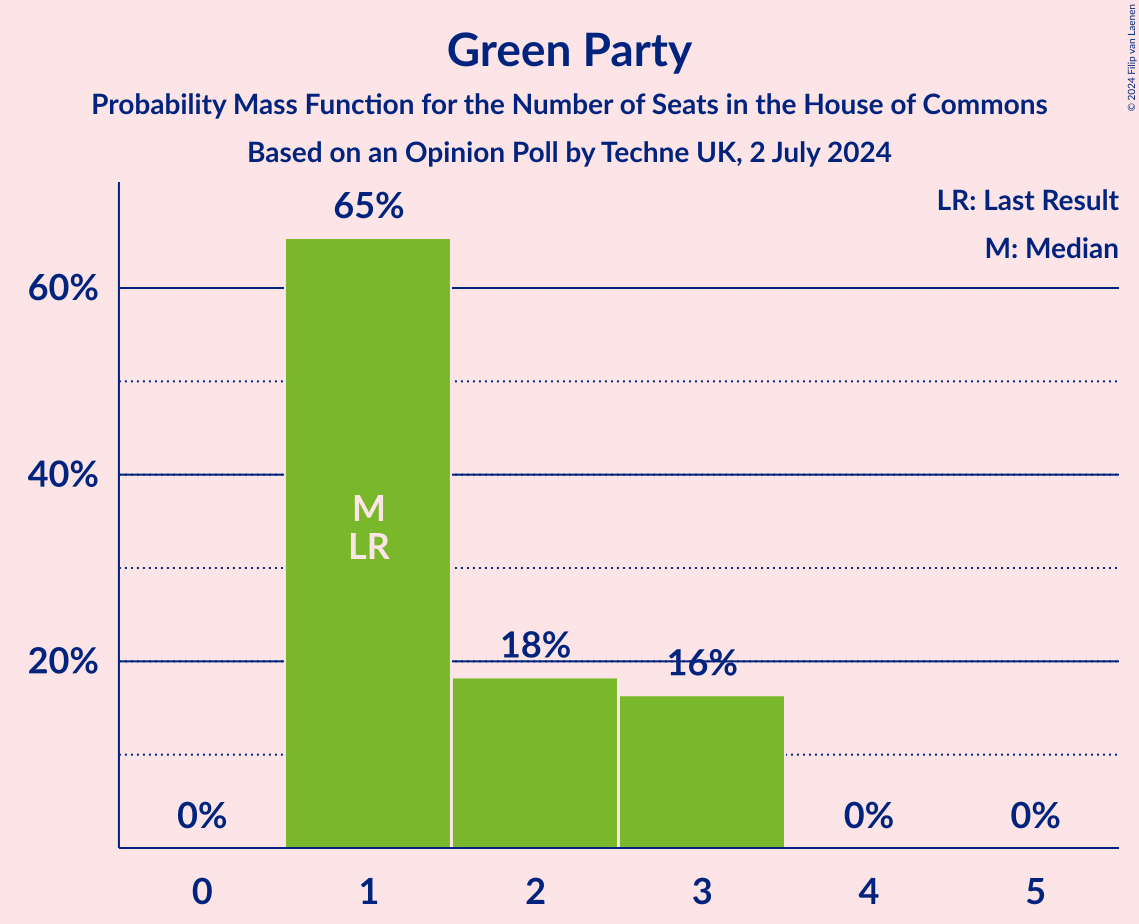 Green Party
Probability Mass Function for the Number of Seats in the House of Commons
Based on an Opinion Poll by Techne UK, 2 July 2024
© 2024 Filip van Laenen
LR: Last Result
M: Median
65%
60%
40%
M
LR
18%
16%
20%
0%
0%
0%
0
1
2
3
4
5